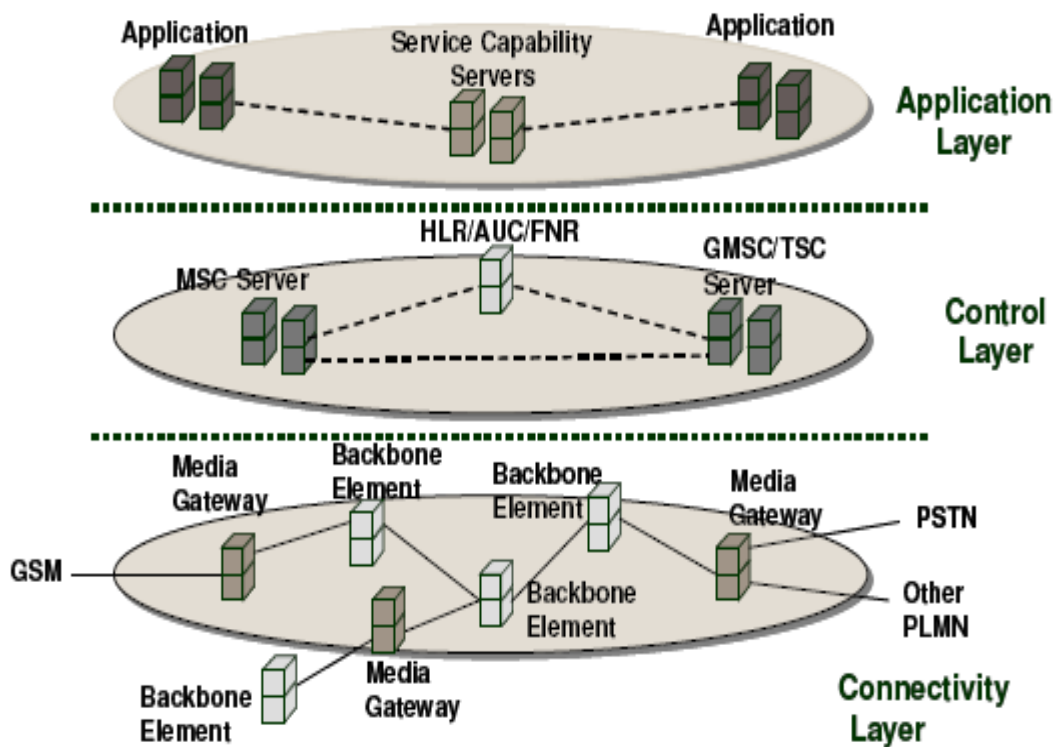 Application
Service Capability
Servers
Application
Application
Layer
HLR/AUC/FNR
MSC Server
GMSC/TSC
Server
Control
Layer
Media
Gateway
Backbone
Element
Backbone
Element
Media
Gateway
PSTN
GSM
Backbone
Element
Other
PLMN
Media
Gateway
Backbone
Element
Connectivity
Layer